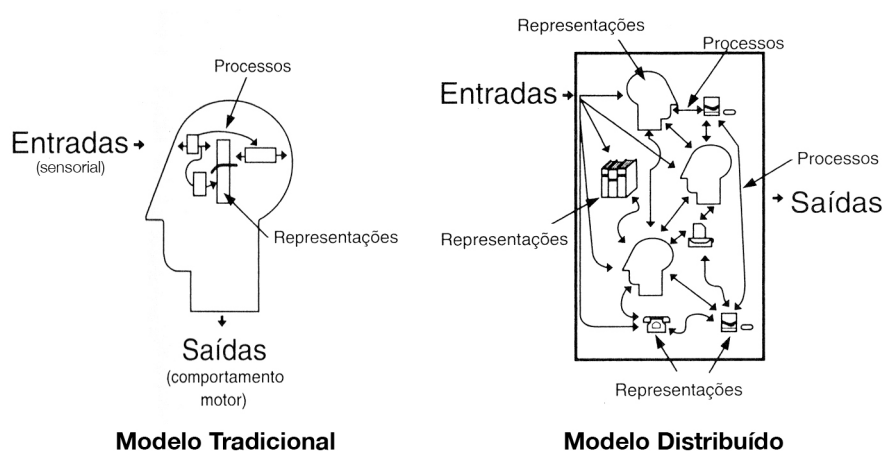 Processos
Entradas
(sensorial)
Representações
Saídas
(comportamento
motor)
Modelo Tradicional
Representações
Processos
Entradas
Processos
Saídas
Representações
Representações
Modelo Distribuído